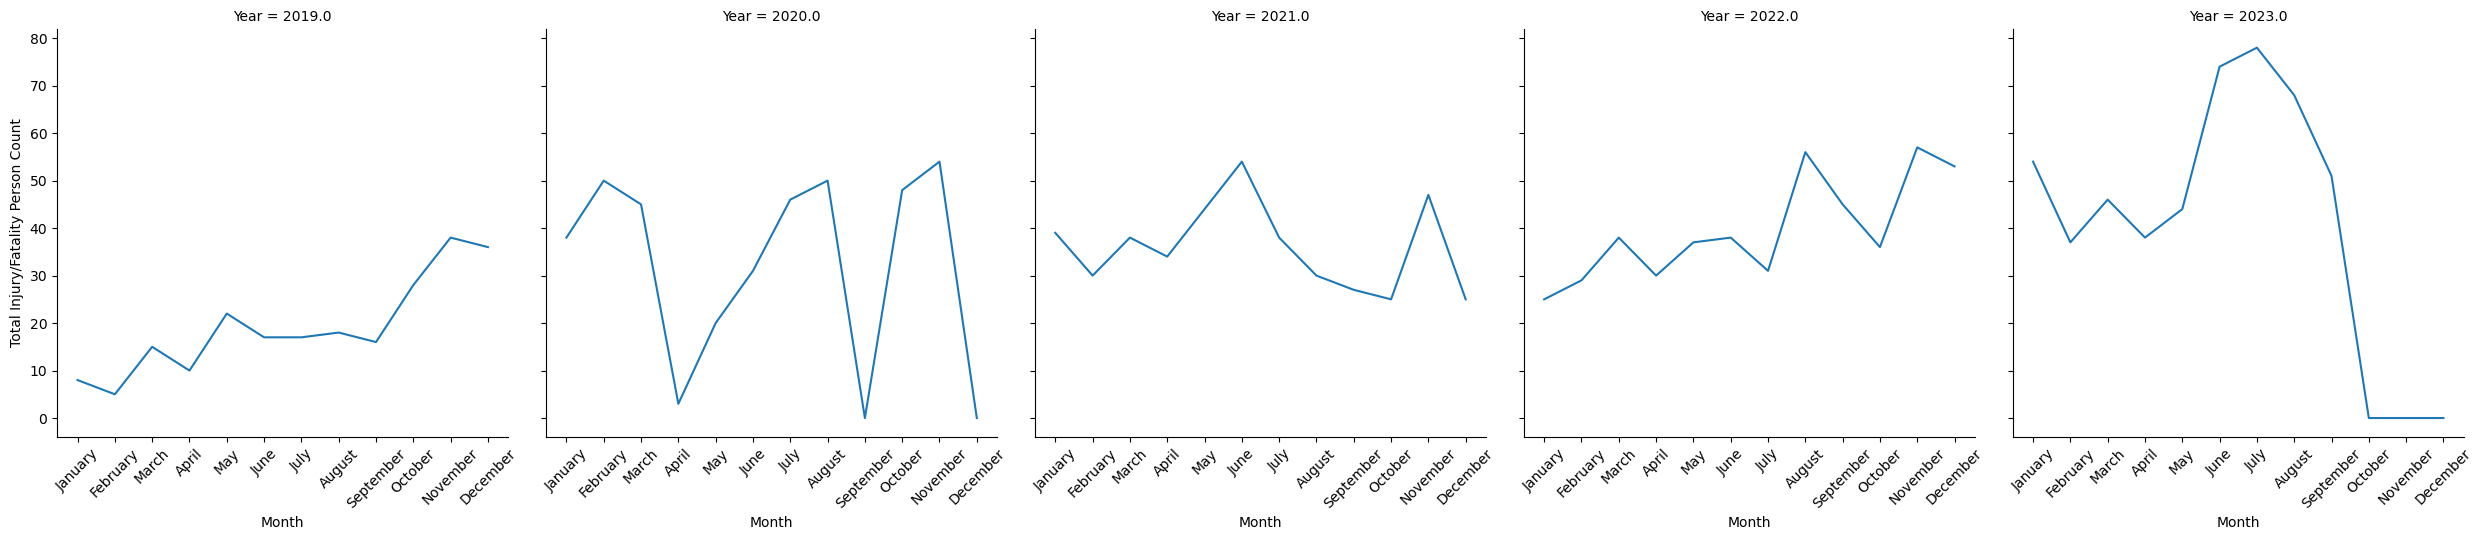 Year = 2019.0
Year = 2020.0
Year = 2021.0
Year = 2022.0
Year = 2023.0
Total Injury/Fatality Person Count
80
70
60
50
40
30
20
10
0
January
February
March
April
May
June
July
August
September
October
November
December
January
February
March
April
May
June
July
August
September
October
November
December
January
February
March
April
May
June
July
August
September
October
November
December
January
February
March
April
May
June
July
August
September
October
November
December
January
February
March
April
May
June
July
August
September
October
November
December
Month
Month
Month
Month
Month